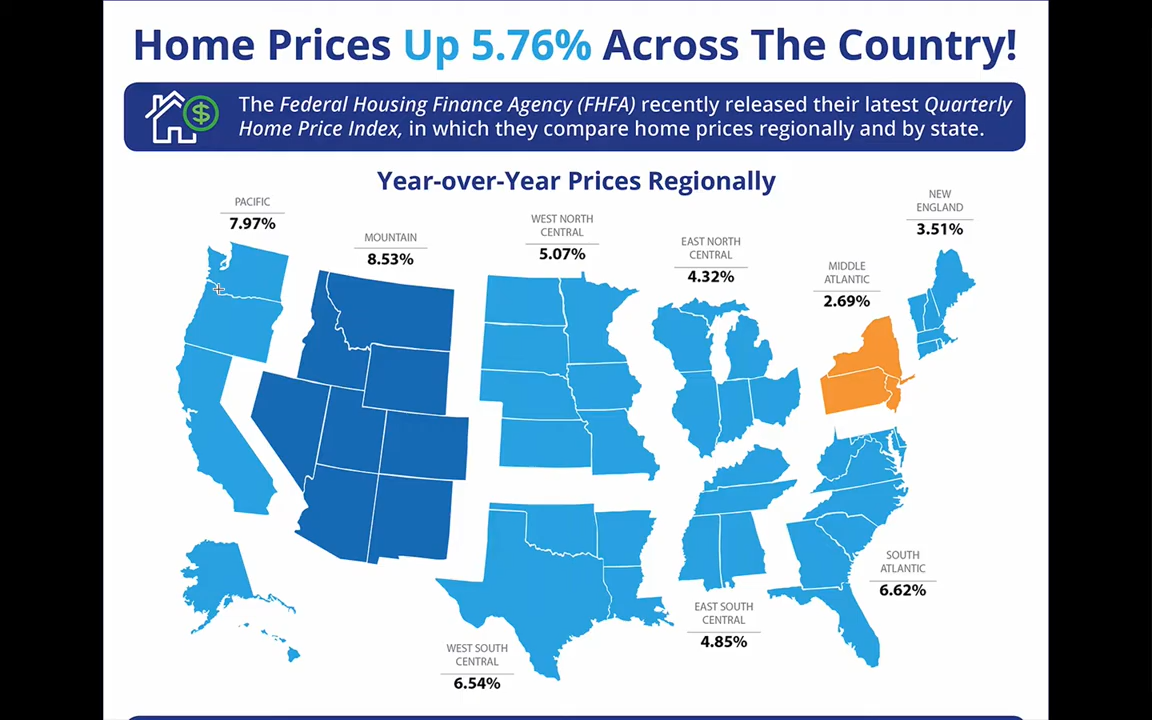 Home Prices Up 5.76% Across The Country!
The Federal Housing Finance Agency (FHFA) recently released their latest Quarterly
Home Price Index, in which they compare home prices regionally and by state.
Year-over-Year Prices Regionally
PACIFIC
7.97%
MOUNTAIN
8.53%
WEST NORTH
CENTRAL
5.07%
EAST NORTH
CENTRAL
4.32%
MIDDLE
ATLANTIC
2.69%
NEW
ENGLAND
3.51%
SOUTH
ATLANTIC
6.62%
EAST SOUTH
CENTRAL
4.85%
WEST SOUTH
CENTRAL
6.54%
$